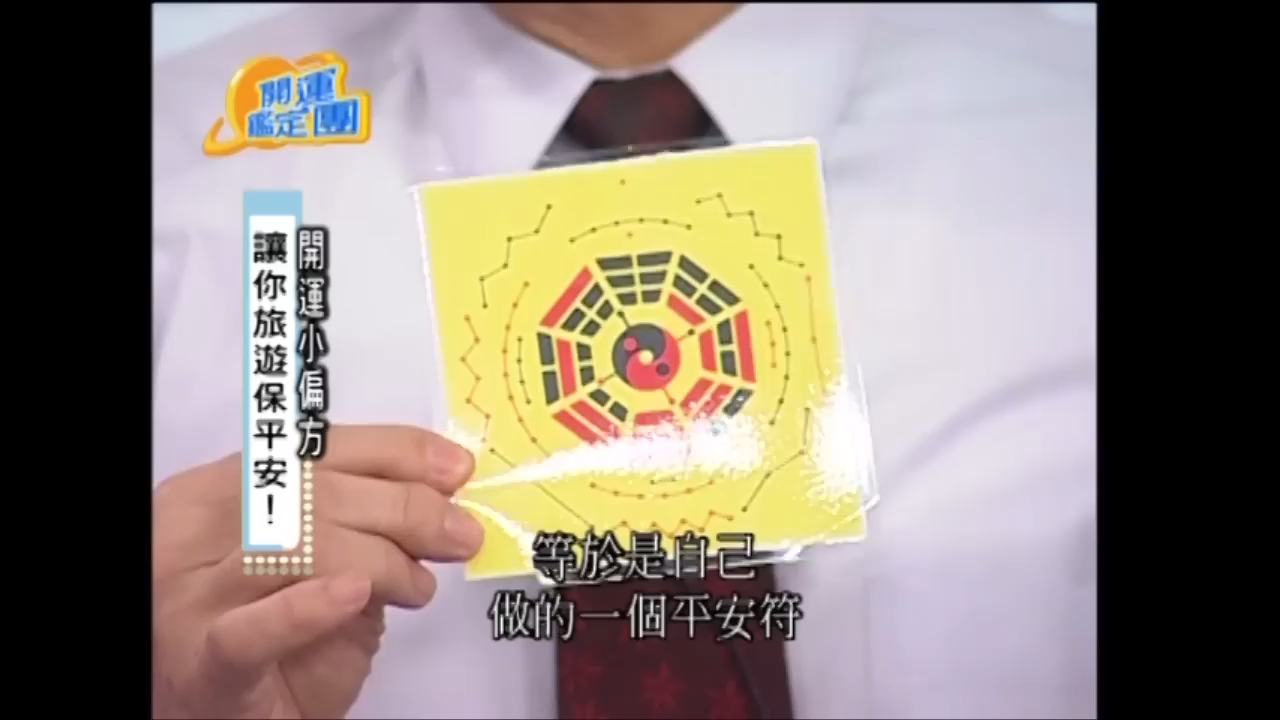 開運
鑑定團
開運小偏方
讓你旅遊保平安！
等於是自己
做的一個平安符